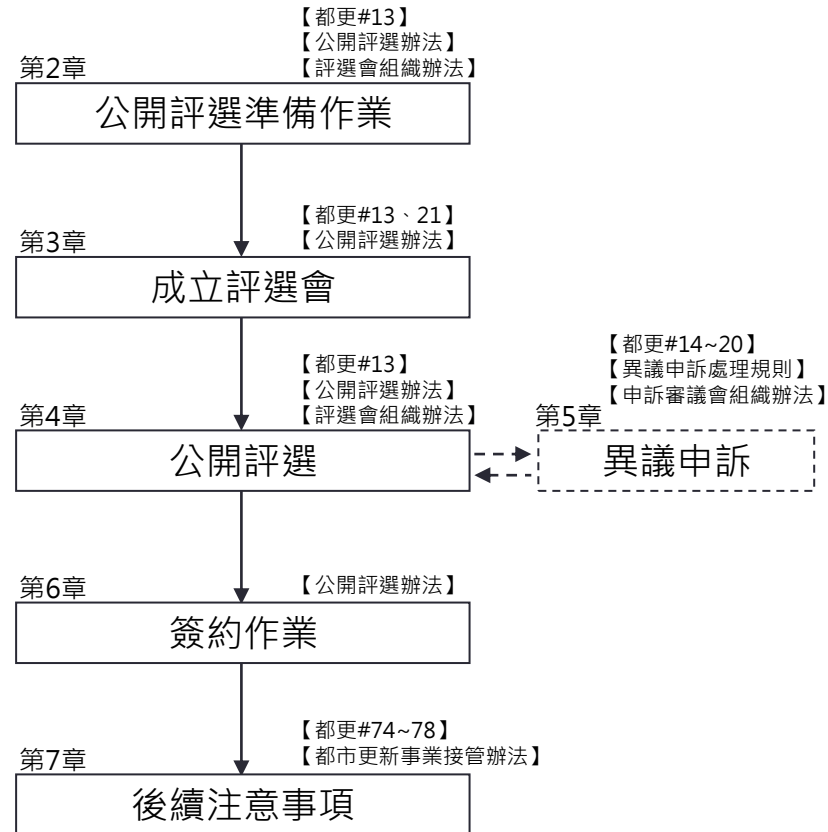 【都更#13】
【公開評選辦法】
【評選會組織辦法】
第2章
公開評選準備作業
【都更#13、21】
【公開評選辦法】
第3章
成立評選會
【都更#13】
【公開評選辦法】
【評選會組織辦法】
第4章
公開評選
【都更#14~20】
【異議申訴處理規則】
【申訴審議會組織辦法】
第5章
異議申訴
【公開評選辦法】
第6章
簽約作業
【都更#74~78】
【都市更新事業接管辦法】
第7章
後續注意事項